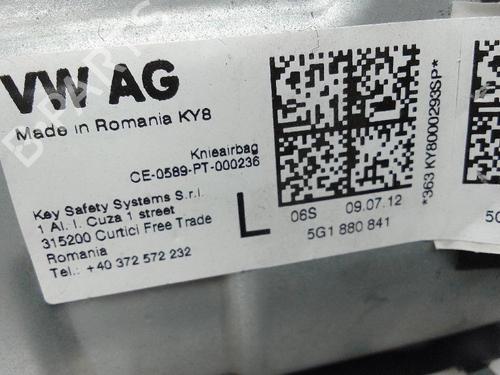 VW AG
Made in Romania KY8
Knieairbag
CE-0589-PT-000236
Key Safety Systems S.r.l.
1 Al. I. Cuza 1 street
315200 Curtici Free Trade
Romania
Tel.: +40 372 572 232
L
06S 09.07.12
5G1 880 841
*363 KY8000293SP*
B-PARTS